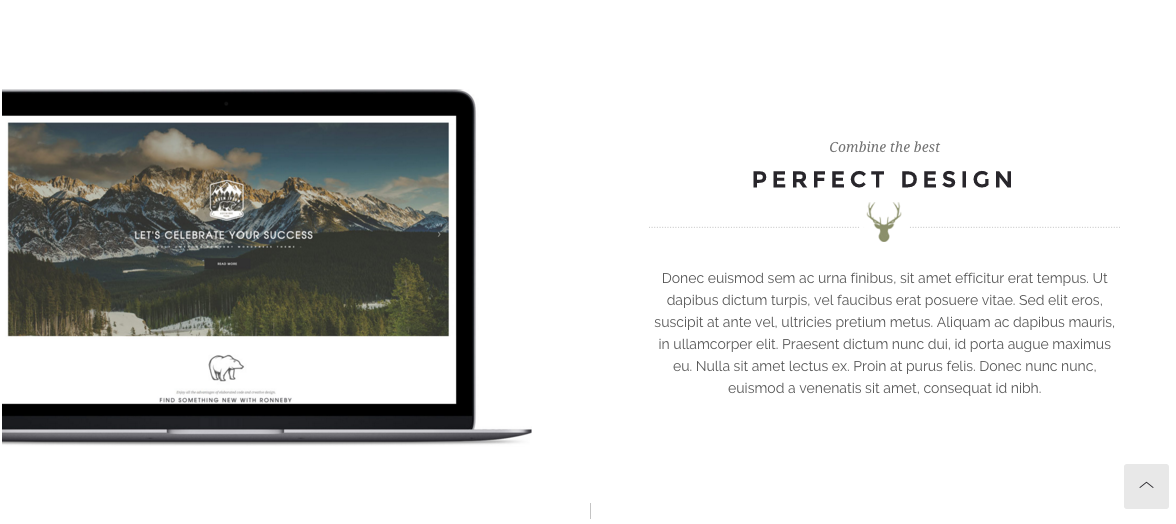 LET'S CELEBRATE YOUR SUCCESS
READ MORE
FIND SOMETHING NEW WITH RONNEBY
Combine the best
PERFECT DESIGN
Donec euismod sem ac urna finibus, sit amet efficitur erat tempus. Ut
dapibus dictum turpis, vel faucibus erat posuere vitae. Sed elit eros,
suscipit at ante vel, ultricies pretium metus. Aliquam ac dapibus mauris,
in ullamcorper elit. Praesent dictum nunc dui, id porta augue maximus
eu. Nulla sit amet lectus ex. Proin at purus felis. Donec nunc nunc,
euismod a venenatis sit amet, consequat id nibh.